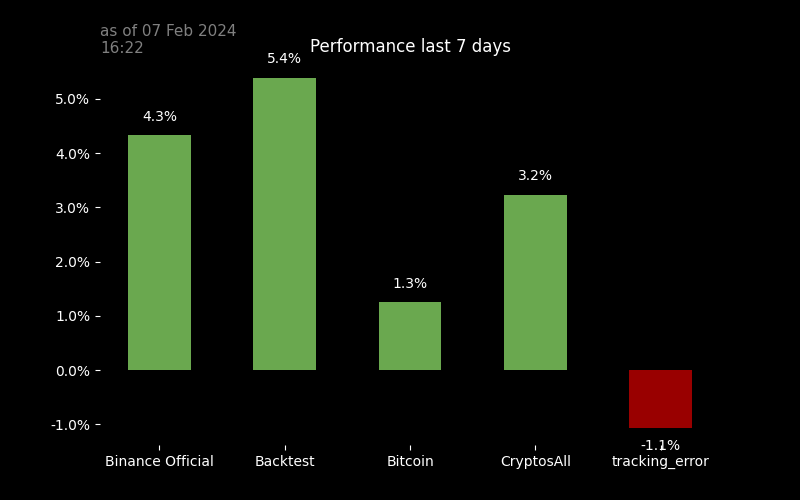 as of 07 Feb 2024
16:22
Performance last 7 days
5.4%
5.0%
4.3%
4.0%
3.2%
3.0%
2.0%
1.3%
1.0%
0.0%
-1.0%
-1.1%
Binance Official
Backtest
Bitcoin
CryptosAll
tracking_error